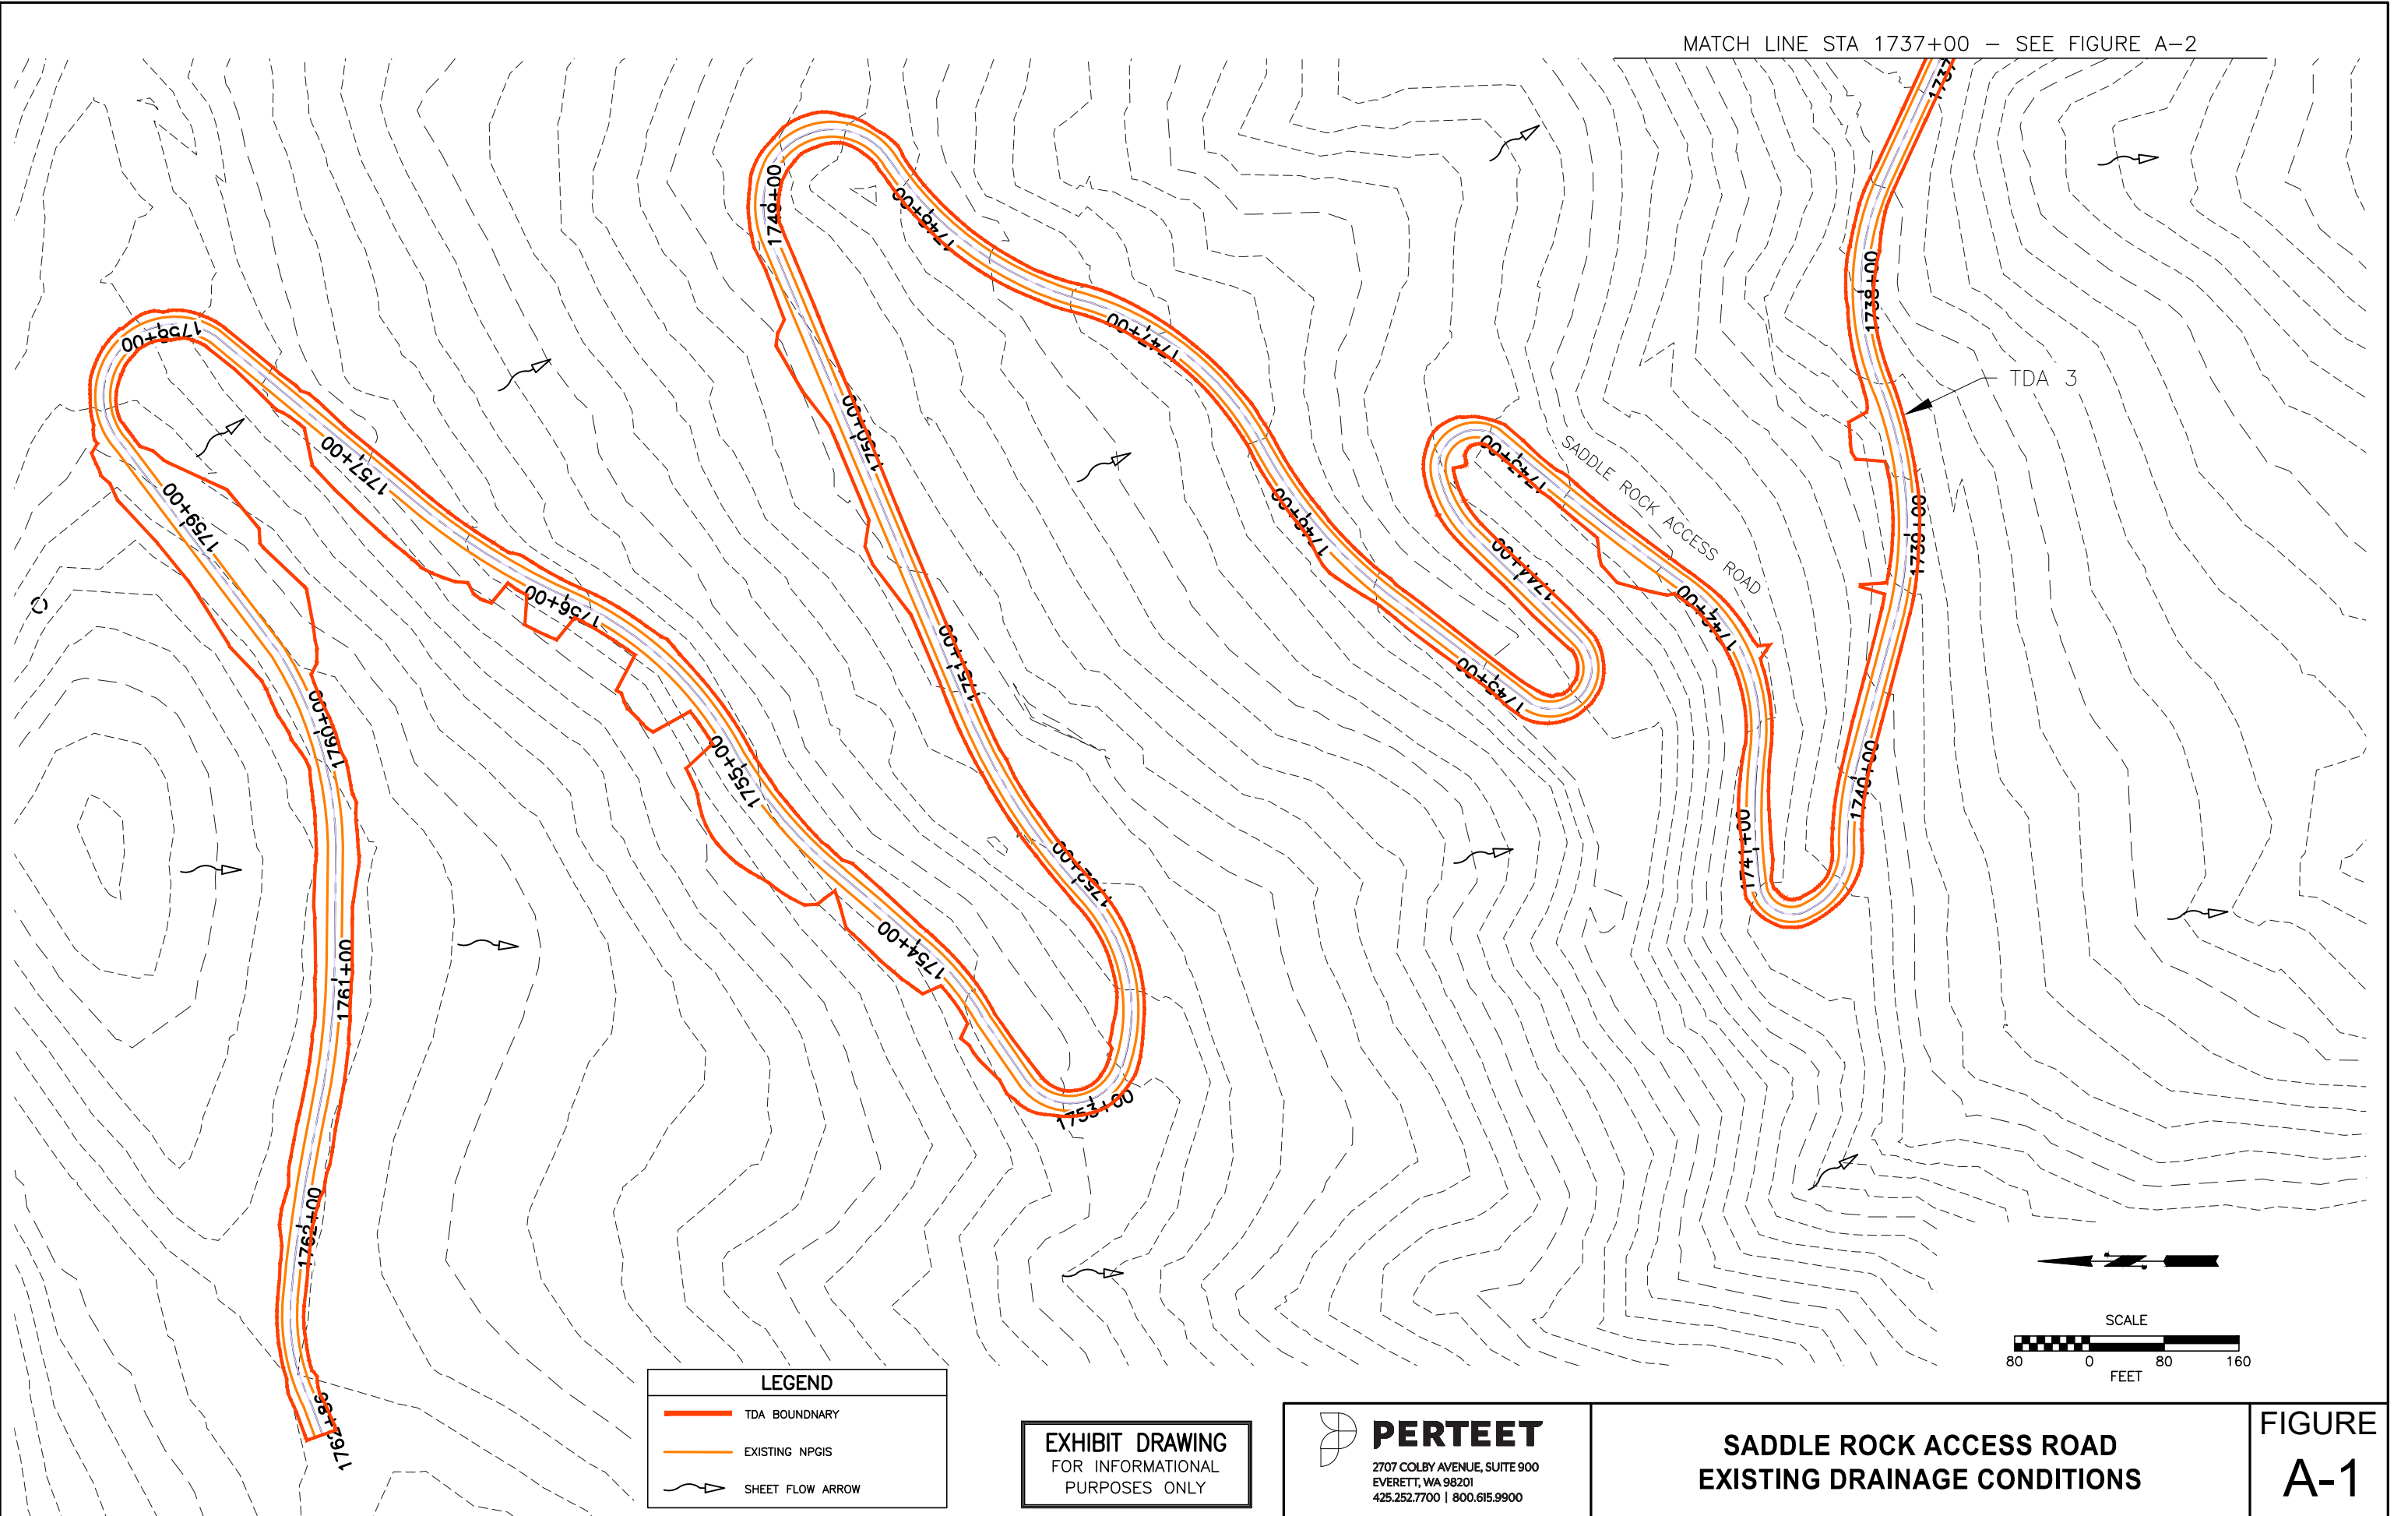 MATCH LINE STA 1737+00 – SEE FIGURE A-2
1737
1738+00
TDA 3
1739+00
1740+00
1741+00
1742+00
SADDLE ROCK ACCESS ROAD
1743+00
1744+00
1745+00
1746+00
1747+00
1748+00
1749+00
1750+00
1751+00
1752+00
1753+00
1754+00
1755+00
1756+00
1757+00
1758+00
1759+00
1760+00
1761+00
1762+00
1762+86
SCALE
80 0 80 160
FEET
LEGEND
TDA BOUNDNARY
EXISTING NPGIS
SHEET FLOW ARROW
EXHIBIT DRAWING
FOR INFORMATIONAL
PURPOSES ONLY
PERTEET
2707 COLBY AVENUE, SUITE 900
EVERETT, WA 98201
425.252.7700 | 800.615.9900
SADDLE ROCK ACCESS ROAD
EXISTING DRAINAGE CONDITIONS
FIGURE
A-1